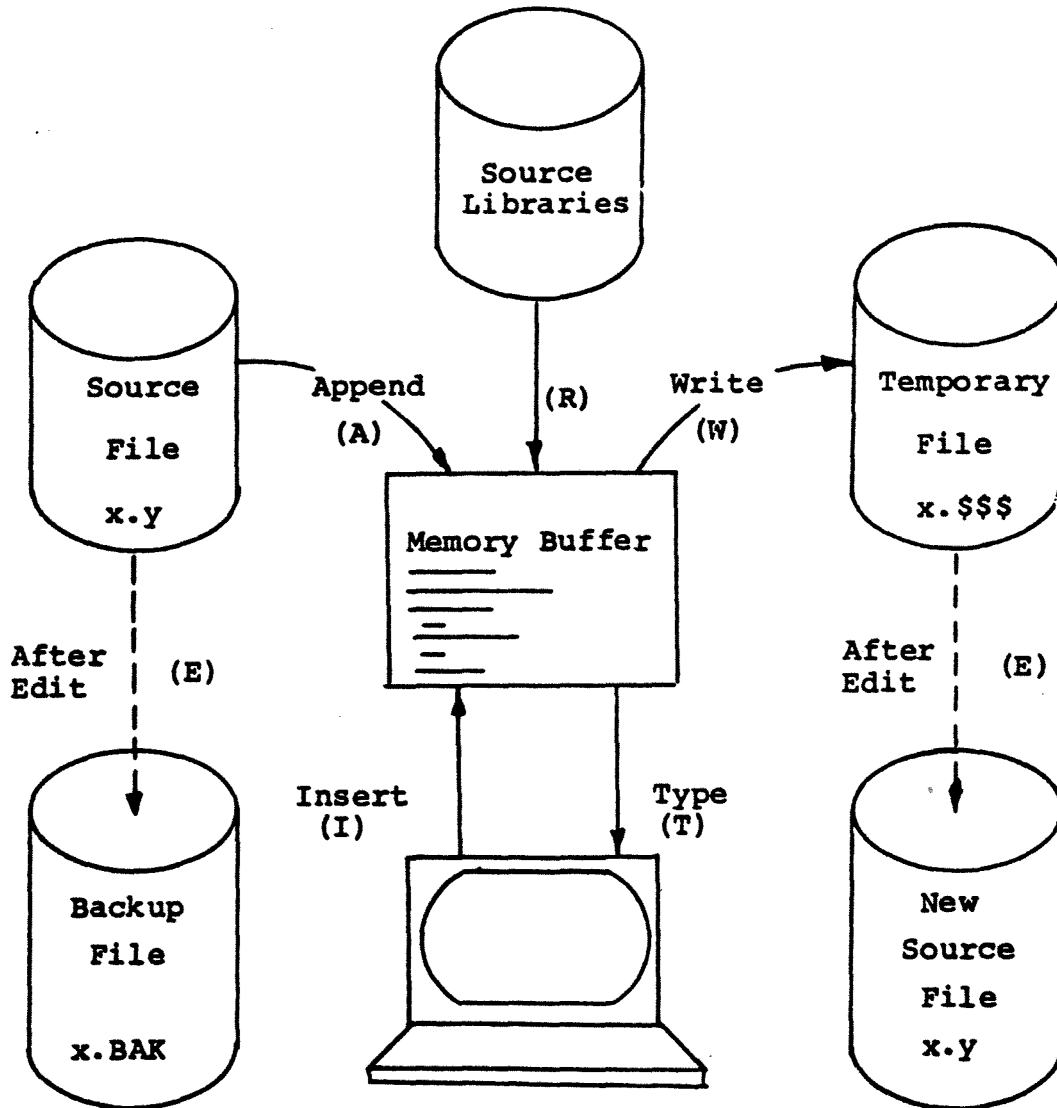 Source
Libraries
Source
File
x.y
Append
(A)
(R)
Write
(W)
Temporary
File
x.$$$
Memory Buffer
After
Edit
(E)
After
Edit
(E)
Insert
(I)
Type
(T)
Backup
File
x.BAK
New
Source
File
x.y